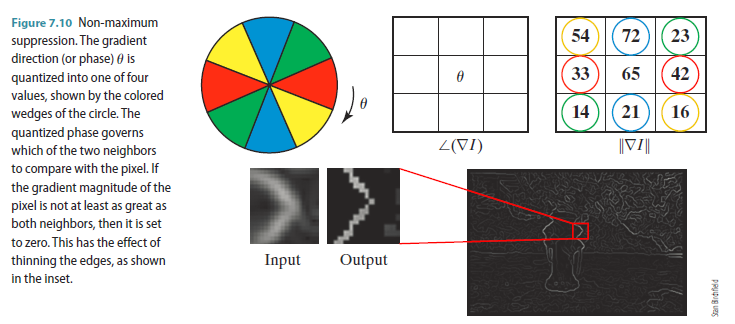 Figure 7.10 Non-maximum
suppression. The gradient
direction (or phase) θ is
quantized into one of four
values, shown by the colored
wedges of the circle. The
quantized phase governs
which of the two neighbors
to compare with the pixel. If
the gradient magnitude of the
pixel is not at least as great as
both neighbors, then it is set
to zero. This has the effect of
thinning the edges, as shown
in the inset.
θ
θ
∠(∇I)
54 72 23
33 65 42
14 21 16
‖∇I‖
Input
Output
Stan Birchfield